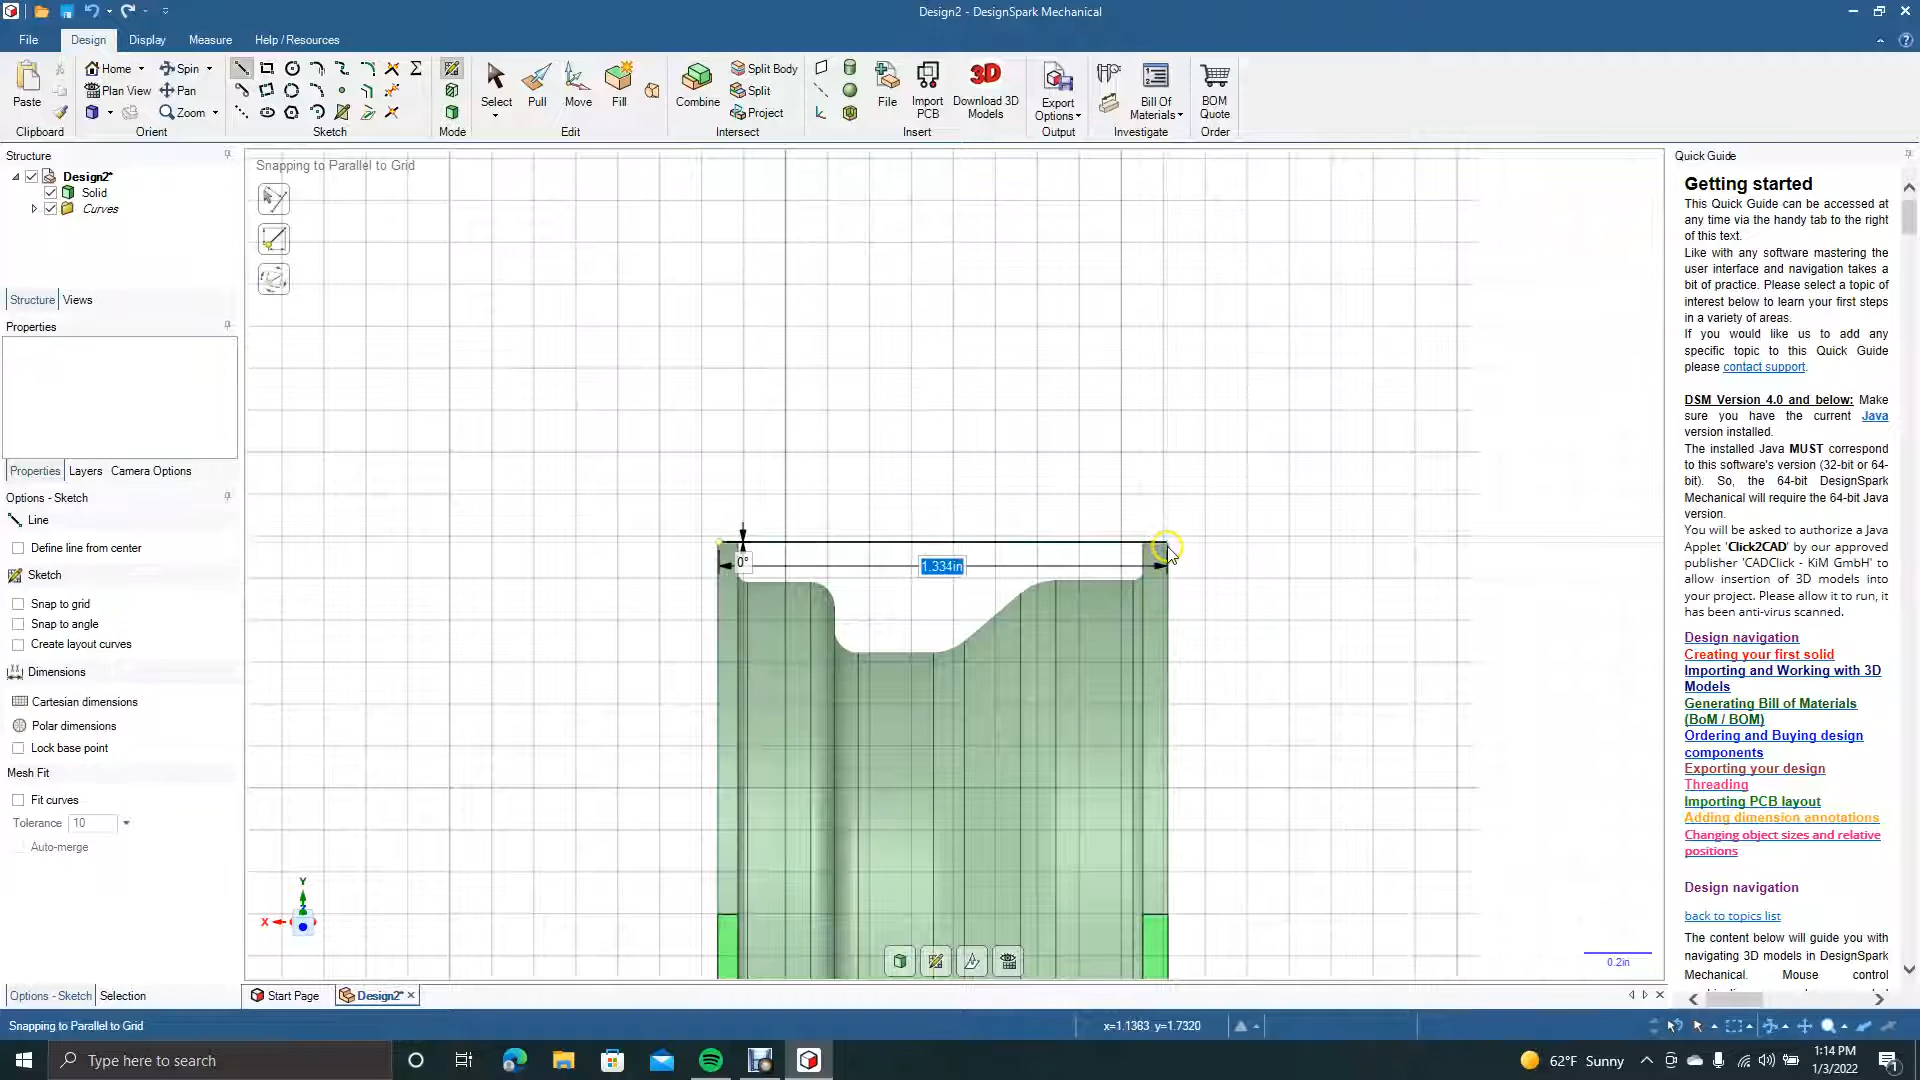 Design2 - DesignSpark Mechanical
File
Design
Display
Measure
Help / Resources
Paste
Clipboard
Home
Spin
Plan View
Pan
Zoom
Orient
Sketch
Mode
Select
Pull
Move
Fill
Edit
Combine
Split Body
Split
Project
Intersect
File
Import PCB
Download 3D Models
Insert
Export Options
Output
Bill Of Materials
Investigate
BOM Quote
Order
Structure
Design2*
Solid
Curves
Structure
Views
Properties
Properties
Layers
Camera Options
Options - Sketch
Line
Define line from center
Sketch
Snap to grid
Snap to angle
Create layout curves
Dimensions
Cartesian dimensions
Polar dimensions
Lock base point
Mesh Fit
Fit curves
Tolerance 10
Auto-merge
Options - Sketch
Selection
Snapping to Parallel to Grid
0°
1.334in
X
Y
0.2in
Start Page
Design2*
Quick Guide
Getting started
This Quick Guide can be accessed at
any time via the handy tab to the right
of this text.
Like with any software mastering the
user interface and navigation takes a
bit of practice. Please select a topic of
interest below to learn your first steps
in a variety of areas.
If you would like us to add any
specific topic to this Quick Guide
please contact support.
DSM Version 4.0 and below: Make
sure you have the current Java
version installed.
The installed Java MUST correspond
to this software's version (32-bit or 64-
bit). So, the 64-bit DesignSpark
Mechanical will require the 64-bit Java
version.
You will be asked to authorize a Java
Applet 'Click2CAD' by our approved
publisher 'CADClick - KiM GmbH' to
allow insertion of 3D models into
your project. Please allow it to run, it
has been anti-virus scanned.
Design navigation
Creating your first solid
Importing and Working with 3D
Models
Generating Bill of Materials
(BoM / BOM)
Ordering and Buying design
components
Exporting your design
Threading
Importing PCB layout
Adding dimension annotations
Changing object sizes and relative
positions
Design navigation
back to topics list
The content below will guide you with
navigating 3D models in DesignSpark
Mechanical. Mouse control
Snapping to Parallel to Grid
x=1.1383 y=1.7320
Type here to search
62°F Sunny
1:14 PM
1/3/2022
1